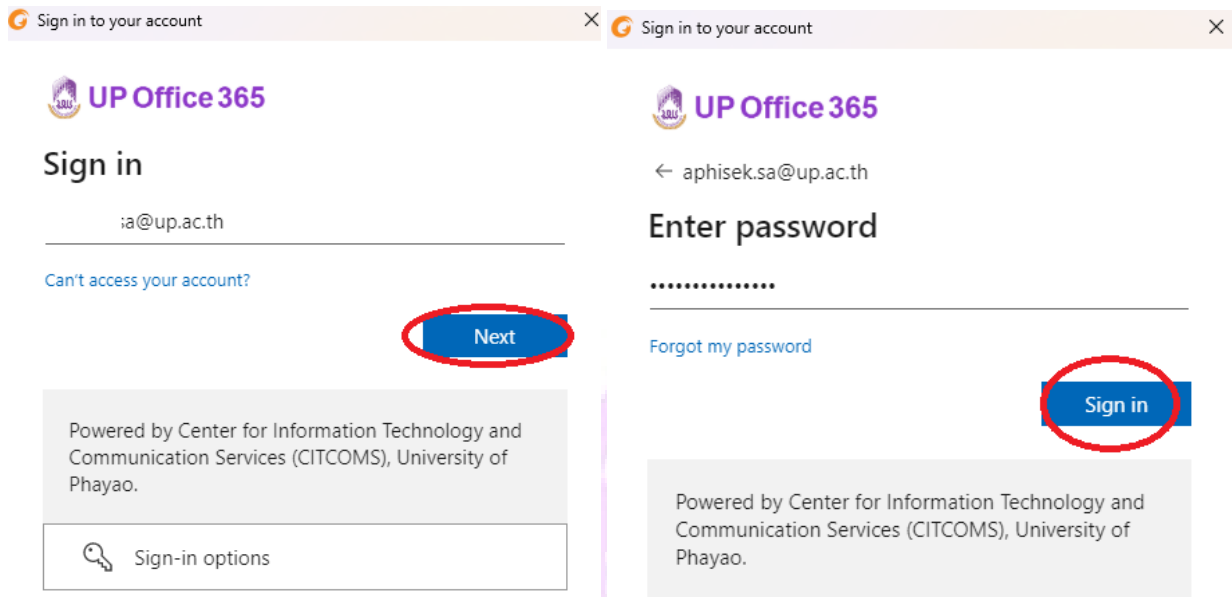 Sign in to your account
UP Office 365
Sign in
a@up.ac.th
Can't access your account?
Next
Powered by Center for Information Technology and
Communication Services (CITCOMS), University of
Phayao.
Sign-in options
Sign in to your account
UP Office 365
aphisek.sa@up.ac.th
Enter password
Forgot my password
Sign in
Powered by Center for Information Technology and
Communication Services (CITCOMS), University of
Phayao.